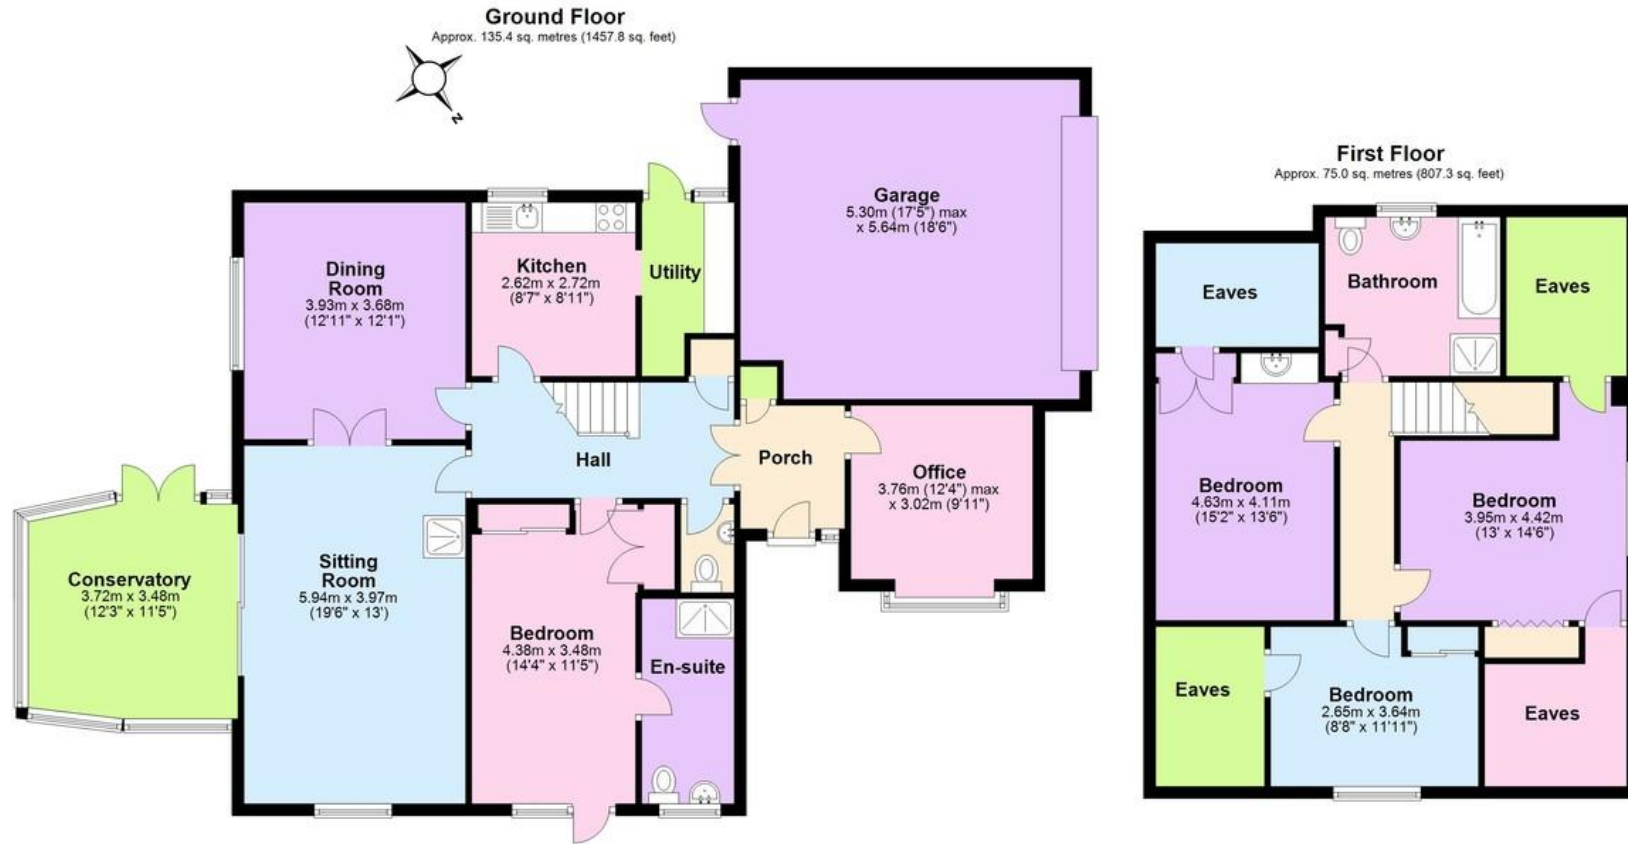 Ground Floor
Approx. 135.4 sq. metres (1457.8 sq. feet)
N
Garage
5.30m (17'5") max
x 5.64m (18'6")
Dining
Room
3.93m x 3.68m
(12'11" x 12'1")
Kitchen
2.62m x 2.72m
(8'7" x 8'11")
Utility
Hall
Porch
Office
3.76m (12'4") max
x 3.02m (9'11")
Conservatory
3.72m x 3.48m
(12'3" x 11'5")
Sitting
Room
5.94m x 3.97m
(19'6" x 13')
Bedroom
4.38m x 3.48m
(14'4" x 11'5")
En-suite
First Floor
Approx. 75.0 sq. metres (807.3 sq. feet)
Eaves
Bathroom
Eaves
Bedroom
4.63m x 4.11m
(15'2" x 13'6")
Bedroom
3.95m x 4.42m
(13' x 14'6")
Eaves
Bedroom
2.65m x 3.64m
(8'8" x 11'11")
Eaves